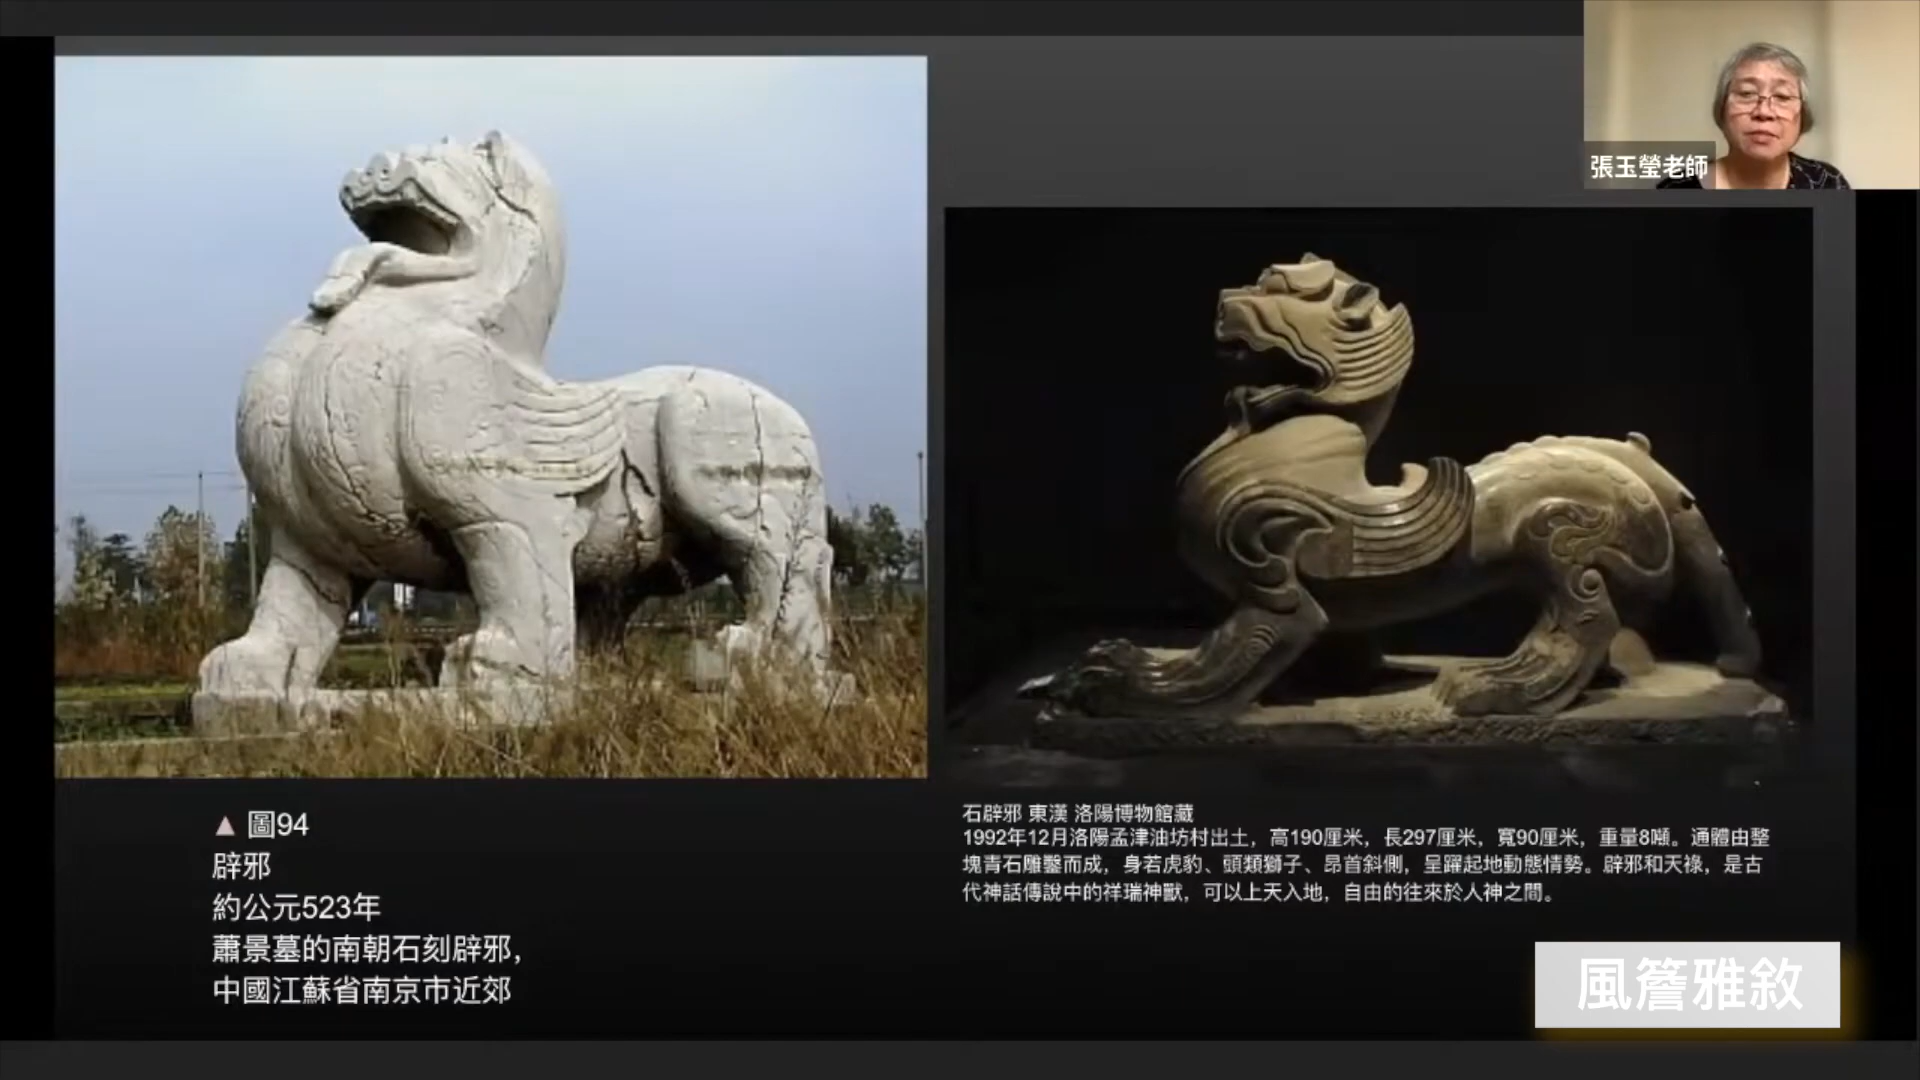 張玉瑩老師
▲ 圖94
辟邪
約公元523年
蕭景墓的南朝石刻辟邪,
中國江蘇省南京市近郊
石辟邪 東漢 洛陽博物館藏
1992年12月洛陽孟津油坊村出土，高190厘米，長297厘米，寬90厘米，重量8噸。通體由整
塊青石雕鑿而成，身若虎豹、頭類獅子、昂首斜側，呈躍起地動態情勢。辟邪和天祿，是古
代神話傳說中的祥瑞神獸，可以上天入地，自由的往來於人神之間。
風簷雅敘